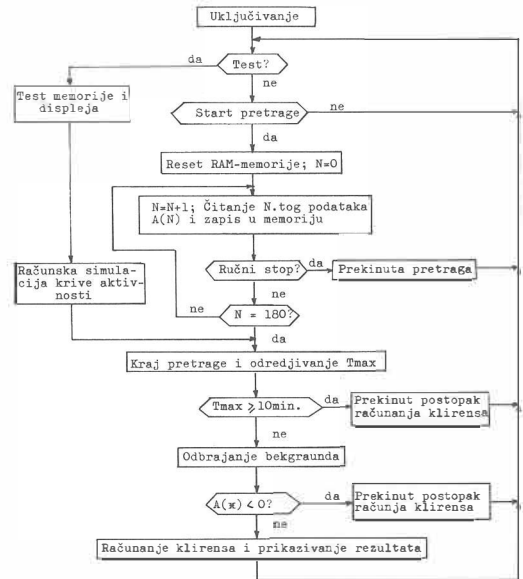 Uključivanje
da
Test?
ne
Test memorije i
displeja
Start pretrage
ne
da
Reset RAM-memorije; N=0
N=N+1; Čitanje N.tog podataka
A(N) i zapis u memoriju
Ručni stop?
da
Prekinuta pretraga
ne
Računska simula-
cija krive aktiv-
nosti
ne
N = 180?
da
Kraj pretrage i odredjivanje Tmax
Tmax ⩾10min.
da
Prekinut postopak
računanja klirensa
ne
Odbrajanje bekgraunda
A(x) < 0?
da
Prekinut postopak
računja klirensa
ne
Računanje klirensa i prikazivanje rezultata